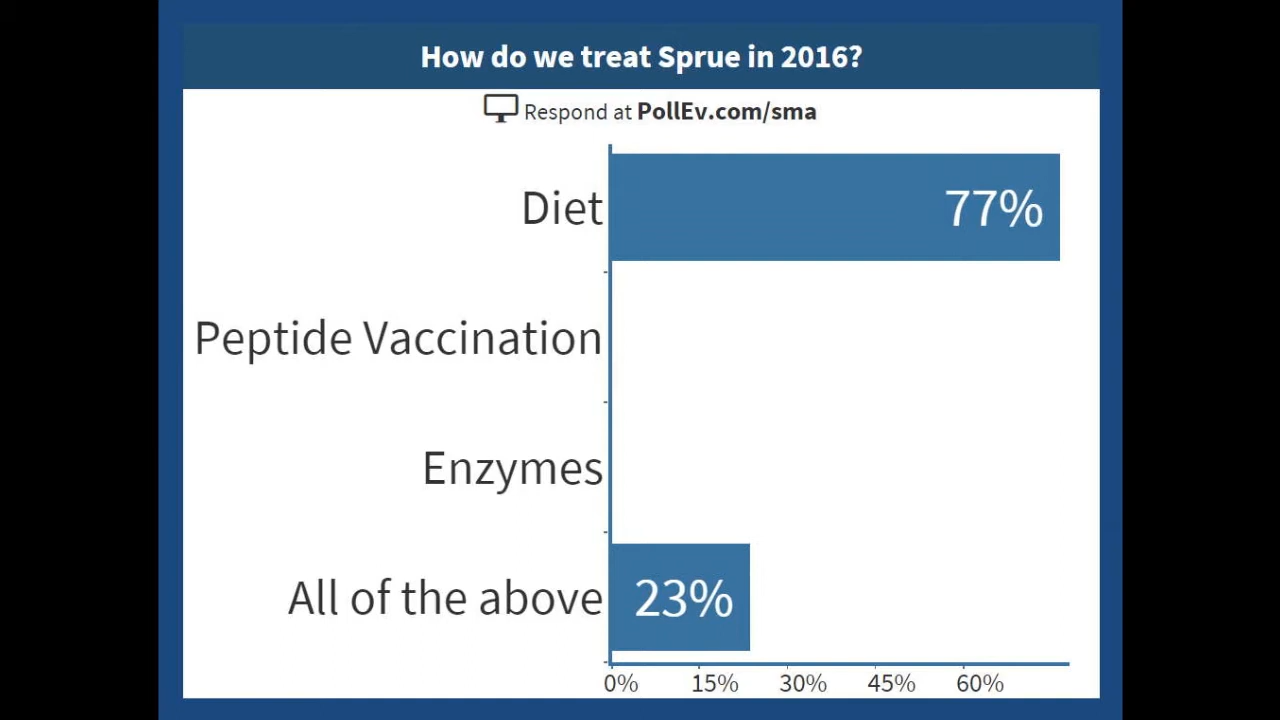 How do we treat Sprue in 2016?
Respond at PollEv.com/sma
Diet 77%
Peptide Vaccination
Enzymes
All of the above 23%
0% 15% 30% 45% 60%